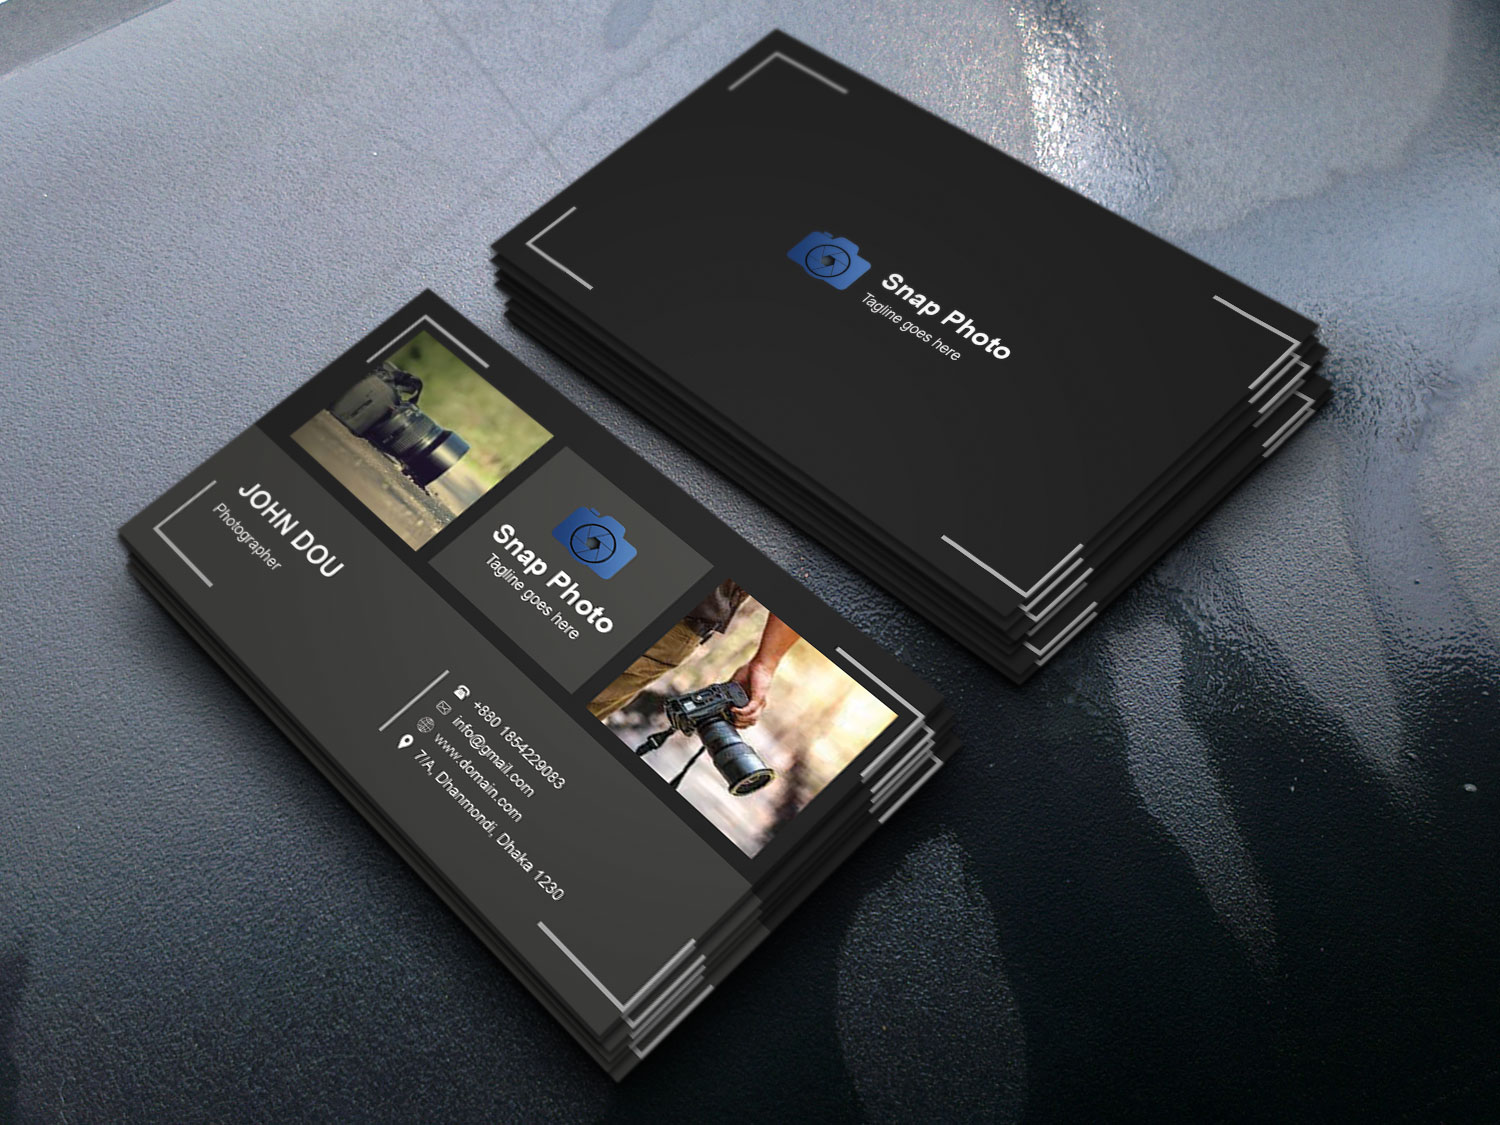 Snap Photo
Tagline goes here
JOHN DOU
Photographer
Snap Photo
Tagline goes here
+880 1854229083
info@gmail.com
www.domain.com
7/A, Dhanmondi, Dhaka 1230